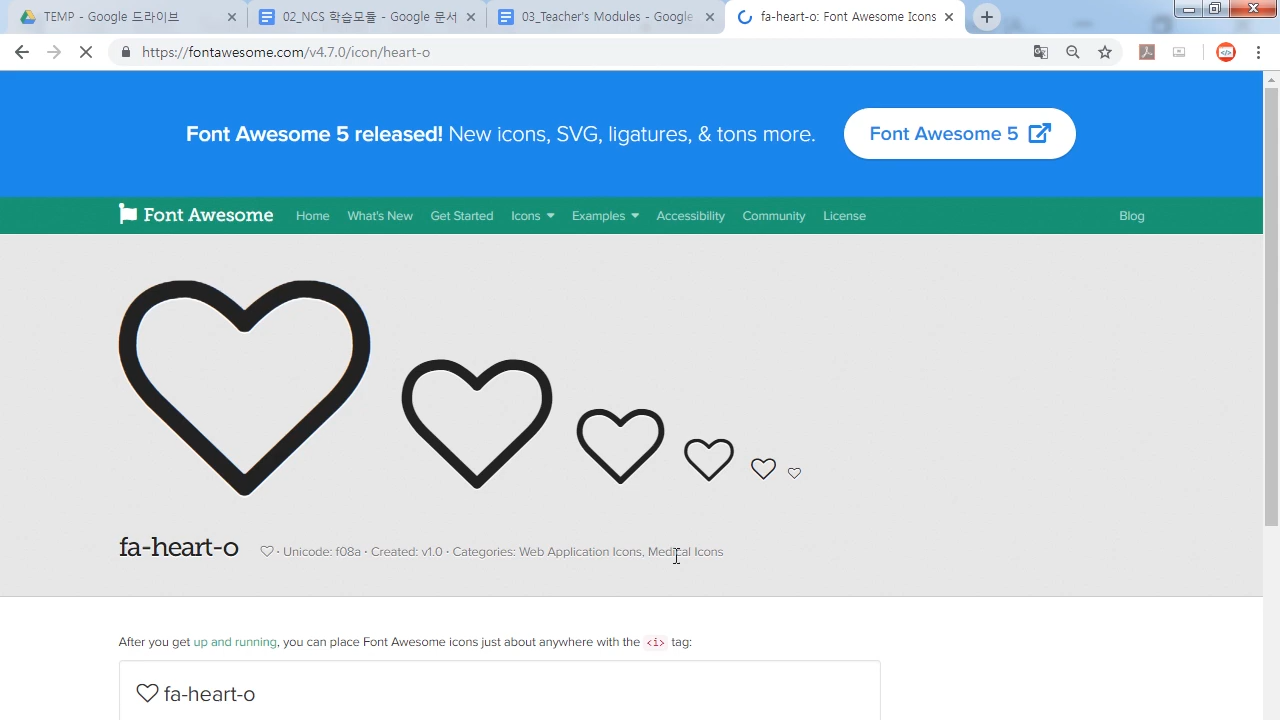 TEMP - Google 드라이브
02_NCS 학습모듈 - Google 문서
03_Teacher's Modules - Google
fa-heart-o: Font Awesome Icons
https://fontawesome.com/v4.7.0/icon/heart-o
Font Awesome 5 released! New icons, SVG, ligatures, & tons more.
Font Awesome 5
Font Awesome
Home
What's New
Get Started
Icons
Examples
Accessibility
Community
License
Blog
fa-heart-o
· Unicode: f08a · Created: v1.0 · Categories: Web Application Icons, Medical Icons
After you get up and running, you can place Font Awesome icons just about anywhere with the <i> tag:
fa-heart-o